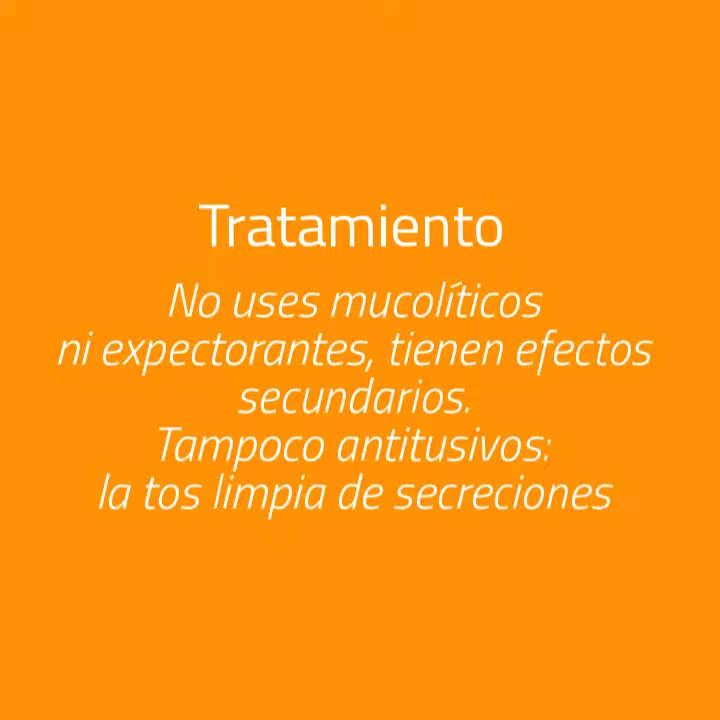 Tratamiento
No uses mucolíticos
ni expectorantes, tienen efectos
secundarios.
Tampoco antitusivos:
la tos limpia de secreciones